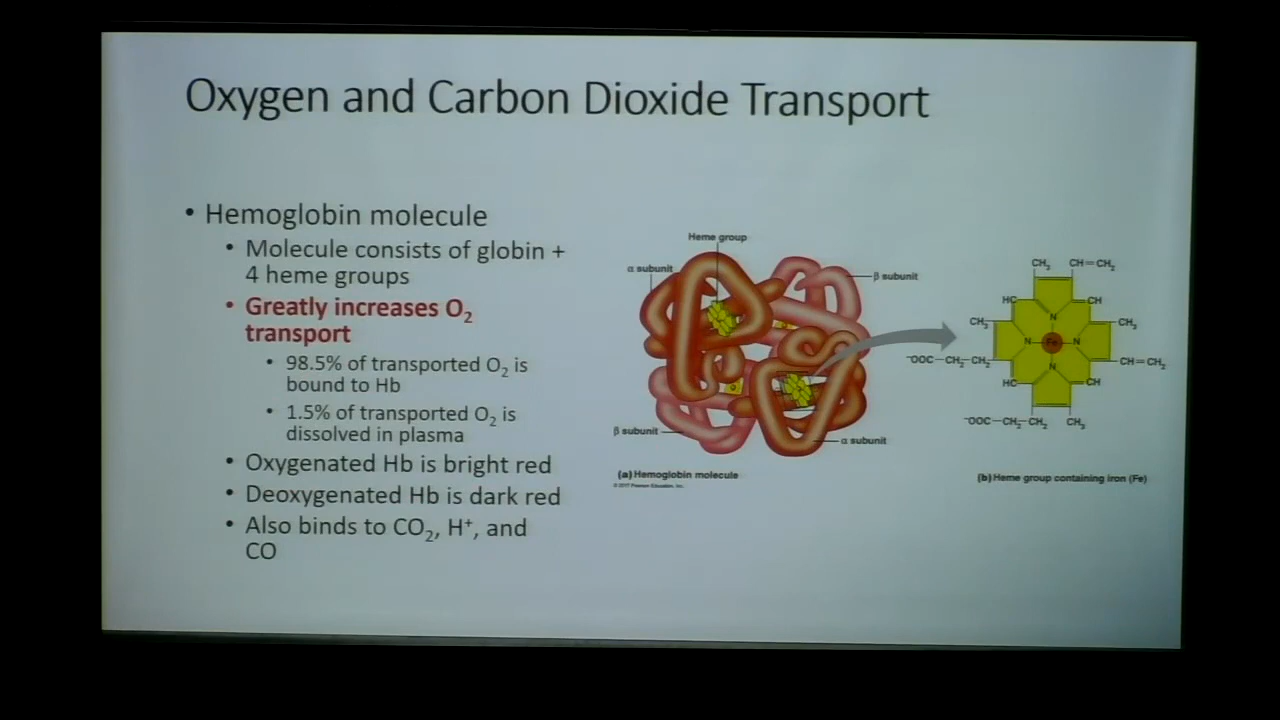 Oxygen and Carbon Dioxide Transport
• Hemoglobin molecule
• Molecule consists of globin +
4 heme groups
• Greatly increases O₂
transport
• 98.5% of transported O₂ is
bound to Hb
• 1.5% of transported O₂ is
dissolved in plasma
• Oxygenated Hb is bright red
• Deoxygenated Hb is dark red
• Also binds to CO₂, H⁺, and
CO
Heme group
α subunit
β subunit
β subunit
α subunit
(a) Hemoglobin molecule
© 2017 Pearson Education, Inc.
CH₃ CH=CH₂
HC CH
CH₃ N CH₃
N Fe N
⁻OOC—CH₂—CH₂ CH=CH₂
N
HC CH
⁻OOC—CH₂—CH₂ CH₃
(b) Heme group containing iron (Fe)